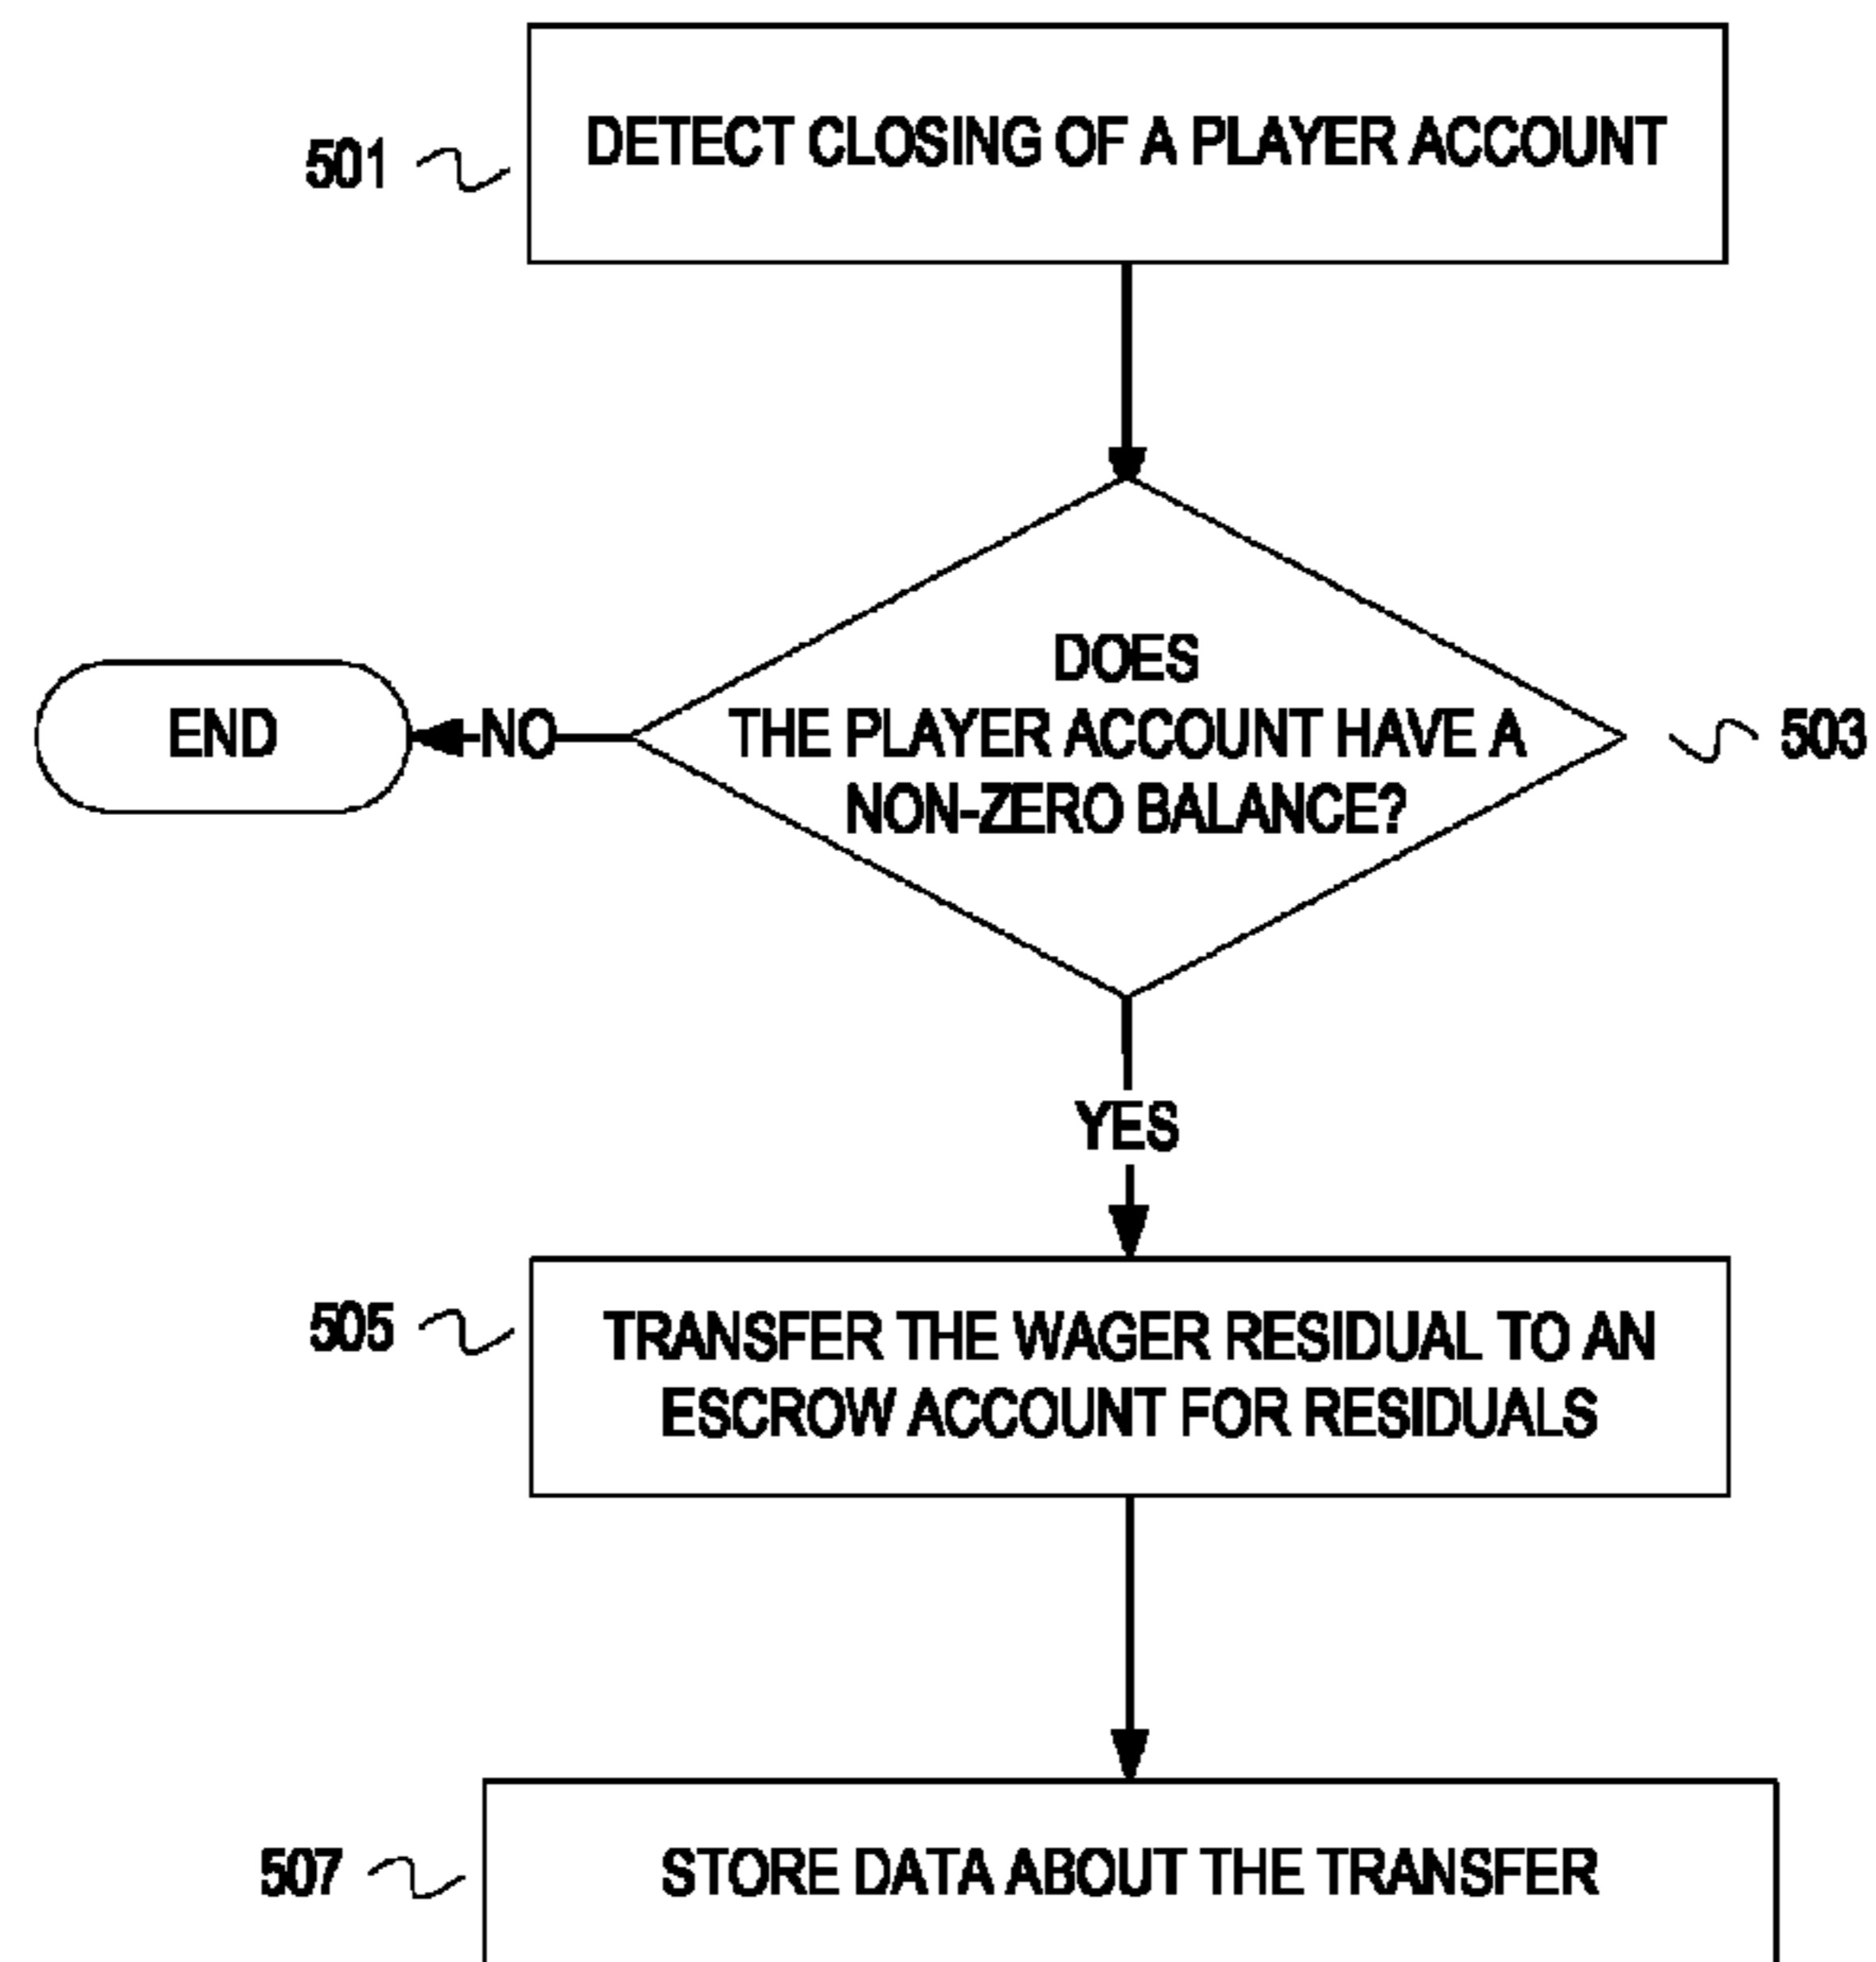 501
DETECT CLOSING OF A PLAYER ACCOUNT
DOES
THE PLAYER ACCOUNT HAVE A
NON-ZERO BALANCE?
503
NO
END
YES
505
TRANSFER THE WAGER RESIDUAL TO AN
ESCROW ACCOUNT FOR RESIDUALS
507
STORE DATA ABOUT THE TRANSFER